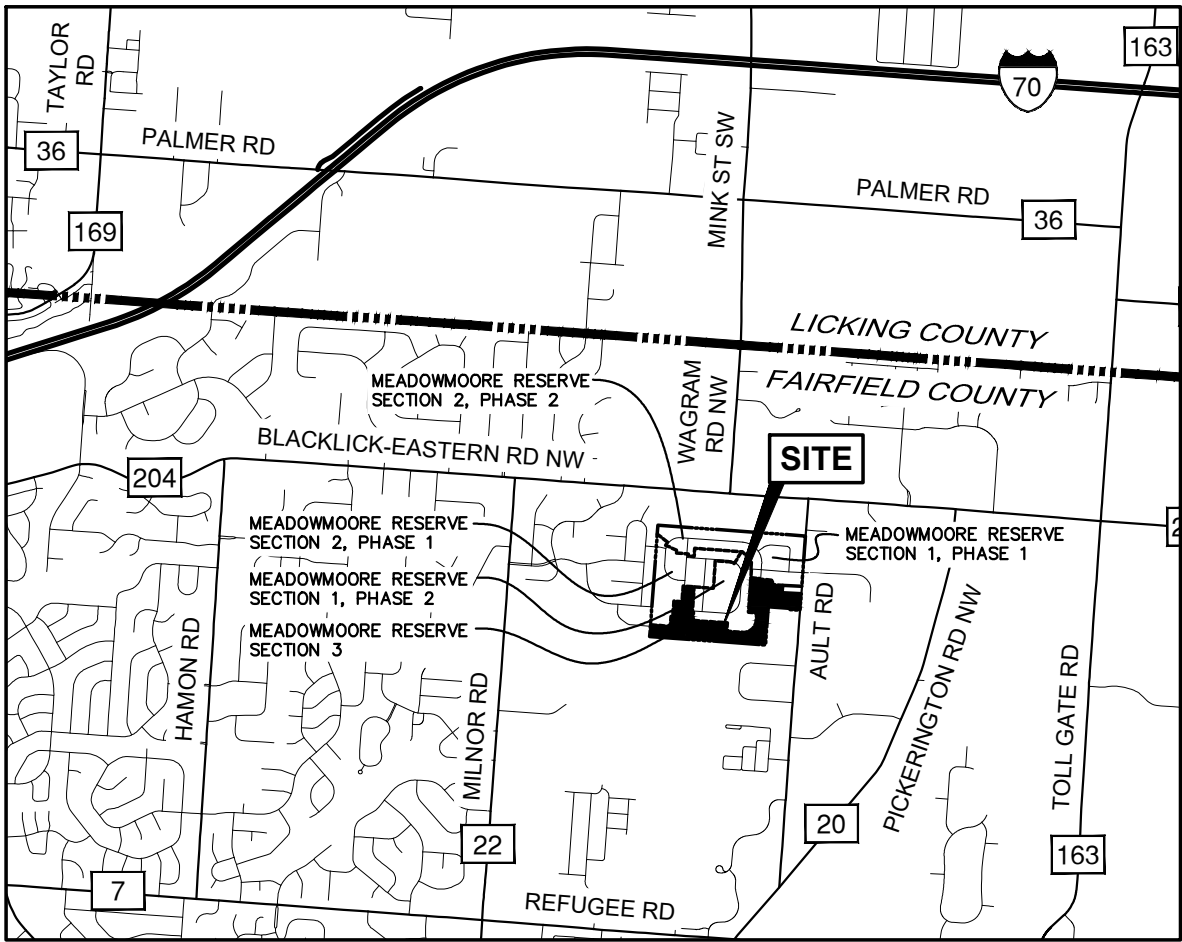 TAYLOR
RD
163
70
PALMER RD
36
MINK ST SW
PALMER RD
36
169
LICKING COUNTY
FAIRFIELD COUNTY
MEADOWMOORE RESERVE
SECTION 2, PHASE 2
WAGRAM
RD NW
BLACKLICK-EASTERN RD NW
SITE
204
MEADOWMOORE RESERVE
SECTION 2, PHASE 1
MEADOWMOORE RESERVE
SECTION 1, PHASE 1
MEADOWMOORE RESERVE
SECTION 1, PHASE 2
MEADOWMOORE RESERVE
SECTION 3
HAMON RD
MILNOR RD
AULT RD
PICKERINGTON RD NW
TOLL GATE RD
22
20
163
7
REFUGEE RD